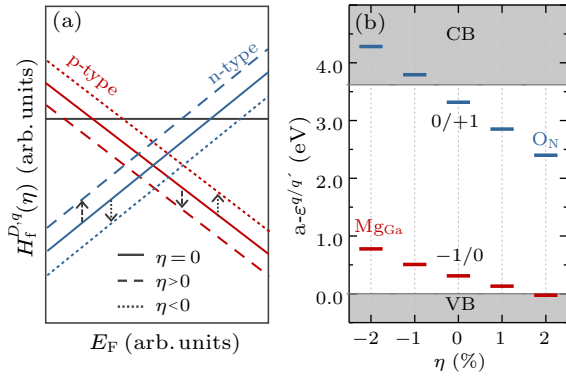 (a)
p-type
n-type
H_f^{D,q}(η) (arb. units)
η=0
η>0
η<0
E_F (arb. units)
(b)
CB
4.0
3.0
2.0
1.0
0.0
a-ε^{q/q′} (eV)
0/+1
O_N
Mg_Ga
−1/0
VB
−2 −1 0 1 2
η (%)